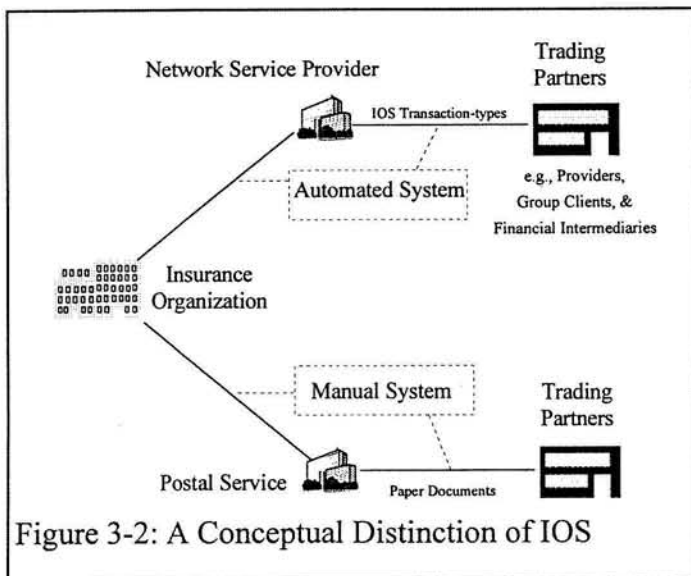 Network Service Provider
Trading
Partners
IOS Transaction-types
Automated System
e.g., Providers,
Group Clients, &
Financial Intermediaries
Insurance
Organization
Manual System
Trading
Partners
Postal Service
Paper Documents
Figure 3-2: A Conceptual Distinction of IOS